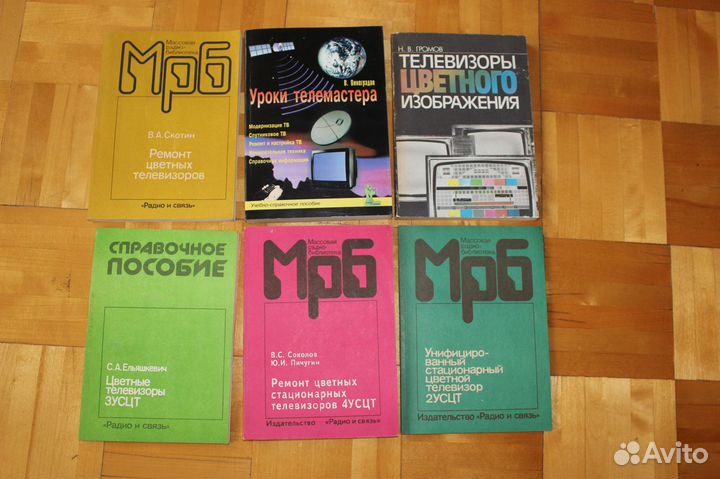 Массовая
радио-
библиотека
Мрб
В.А.Скотин
Ремонт
цветных
телевизоров
«Радио и связь»
В. Виноградов
Уроки телемастера
Модернизация ТВ
Спутниковое ТВ
Ремонт и настройка ТВ
Справочная информация
Учебно-справочное пособие
Н. В. ГРОМОВ
ТЕЛЕВИЗОРЫ
ЦВЕТНОГО
ИЗОБРАЖЕНИЯ
СПРАВОЧНОЕ
ПОСОБИЕ
С.А.Ельяшкевич
Цветные
телевизоры
3УСЦТ
«Радио и связь»
Массовая
радио-
библиотека
Мрб
В.С. Соколов
Ю.И. Пичугин
Ремонт цветных
стационарных
телевизоров 4УСЦТ
Издательство «Радио и связь»
Массовая
радио-
библиотека
Мрб
Унифициро-
ванный
стационарный
цветной
телевизор
2УСЦТ
Издательство «Радио и связь»
Avito